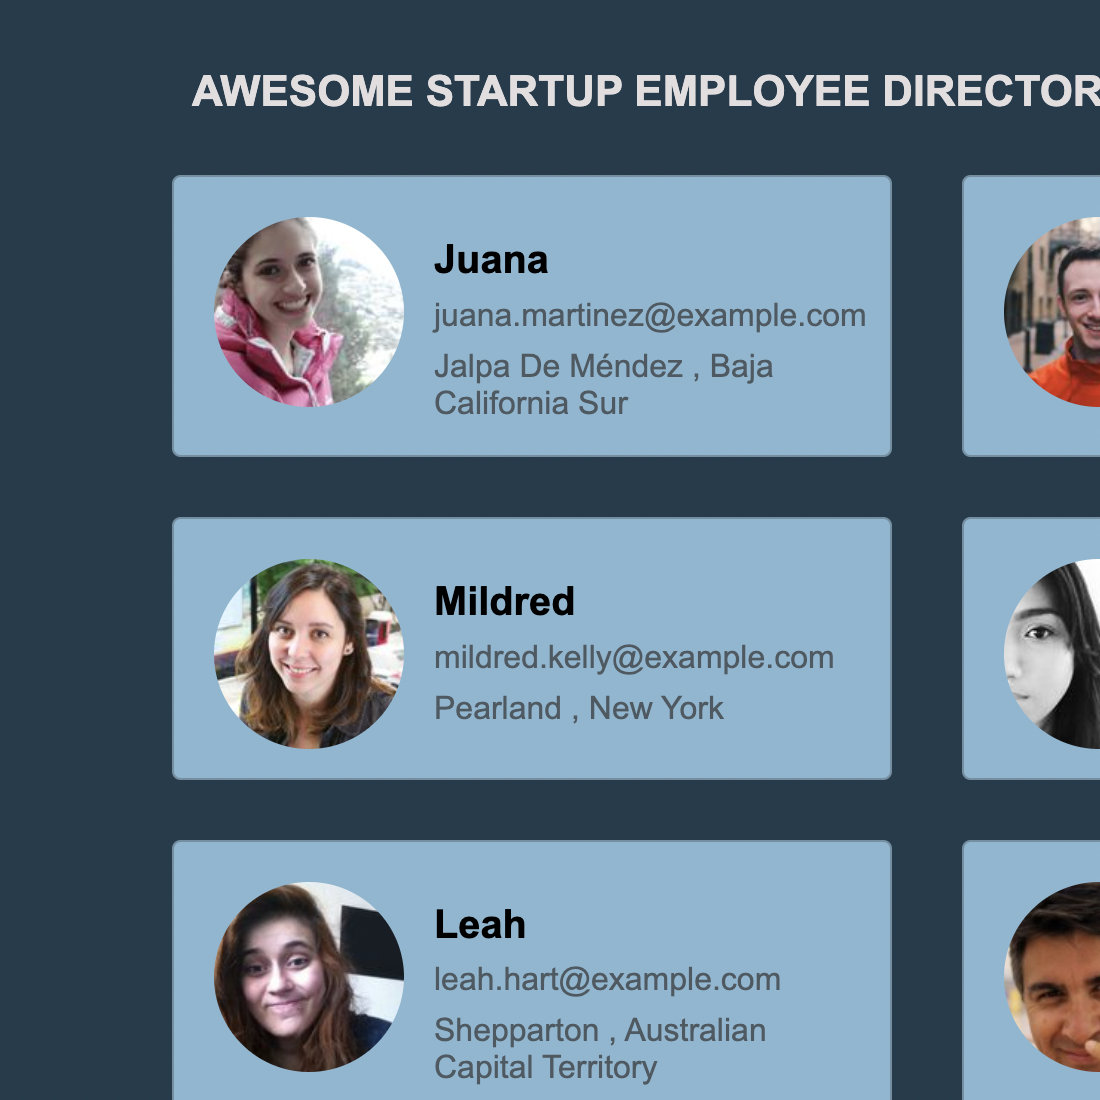 AWESOME STARTUP EMPLOYEE DIRECTOR
Juana
juana.martinez@example.com
Jalpa De Méndez , Baja
California Sur
Mildred
mildred.kelly@example.com
Pearland , New York
Leah
leah.hart@example.com
Shepparton , Australian
Capital Territory